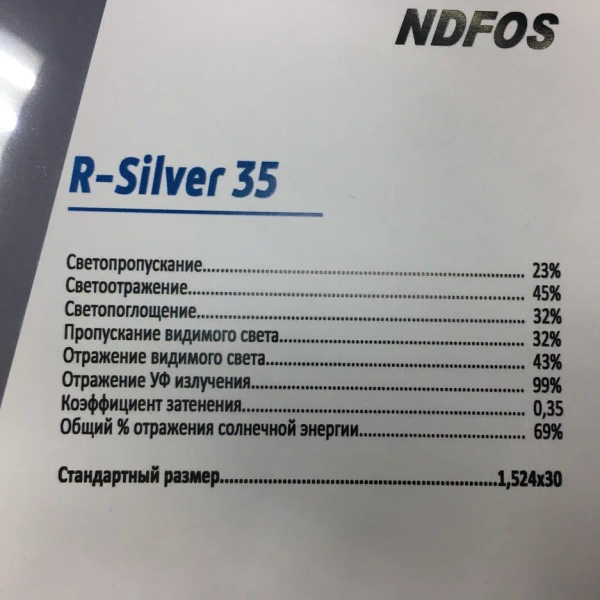 NDFOS
R-Silver 35
Светопропускание........................................................ 23%
Светоотражение.......................................................... 45%
Светопоглощение........................................................ 32%
Пропускание видимого света.......................................... 32%
Отражение видимого света............................................ 43%
Отражение УФ излучения.............................................. 99%
Коэффициент затенения................................................ 0,35
Общий % отражения солнечной энергии........................... 69%
Стандартный размер....................................................1,524x30